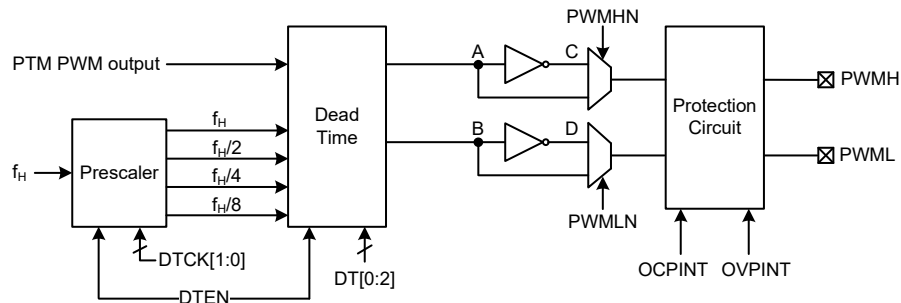 PWMHN
A
C
PTM PWM output
PWMH
Dead
Time
Protection
Circuit
fH
fH/2
fH/4
fH/8
fH
Prescaler
B
D
PWML
PWMLN
DTCK[1:0]
DT[0:2]
DTEN
OCPINT
OVPINT